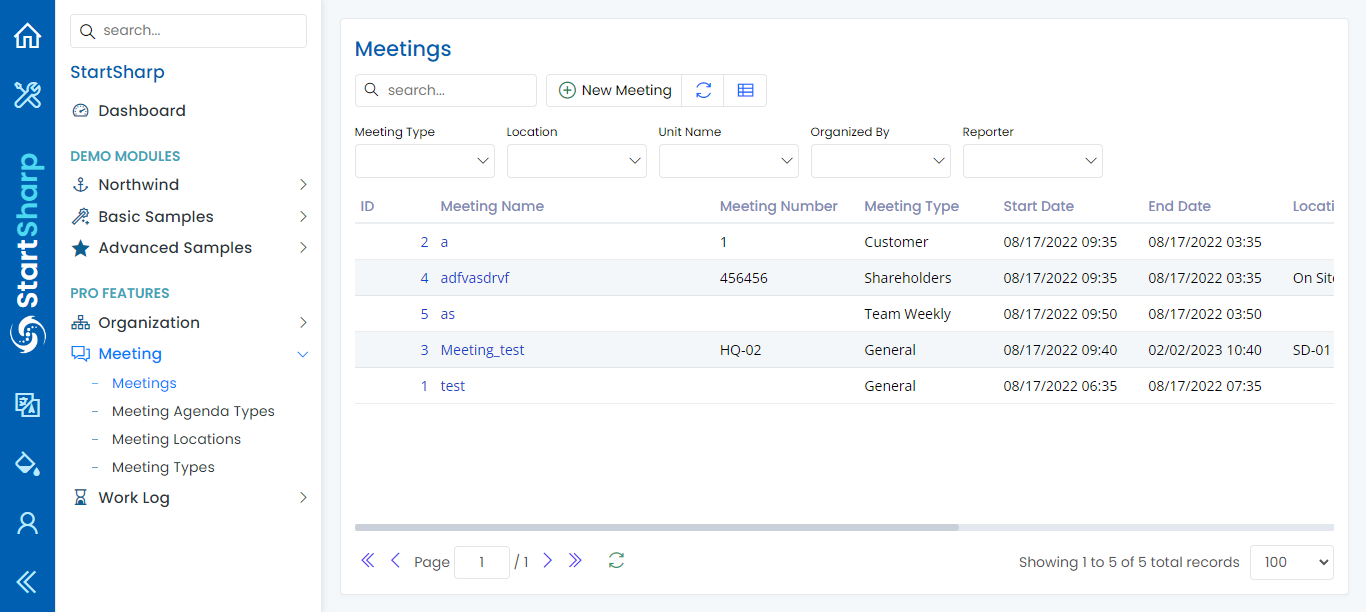 search...
StartSharp
Dashboard
DEMO MODULES
Northwind
Basic Samples
Advanced Samples
PRO FEATURES
Organization
Meeting
- Meetings
- Meeting Agenda Types
- Meeting Locations
- Meeting Types
Work Log
StartSharp
Meetings
search...
New Meeting
Meeting Type Location Unit Name Organized By Reporter
ID Meeting Name Meeting Number Meeting Type Start Date End Date Locati
2 a 1 Customer 08/17/2022 09:35 08/17/2022 03:35
4 adfvasdrvf 456456 Shareholders 08/17/2022 09:35 08/17/2022 03:35 On Site
5 as Team Weekly 08/17/2022 09:50 08/17/2022 03:50
3 Meeting_test HQ-02 General 08/17/2022 09:40 02/02/2023 10:40 SD-01
1 test General 08/17/2022 06:35 08/17/2022 07:35
Page 1 / 1
Showing 1 to 5 of 5 total records 100